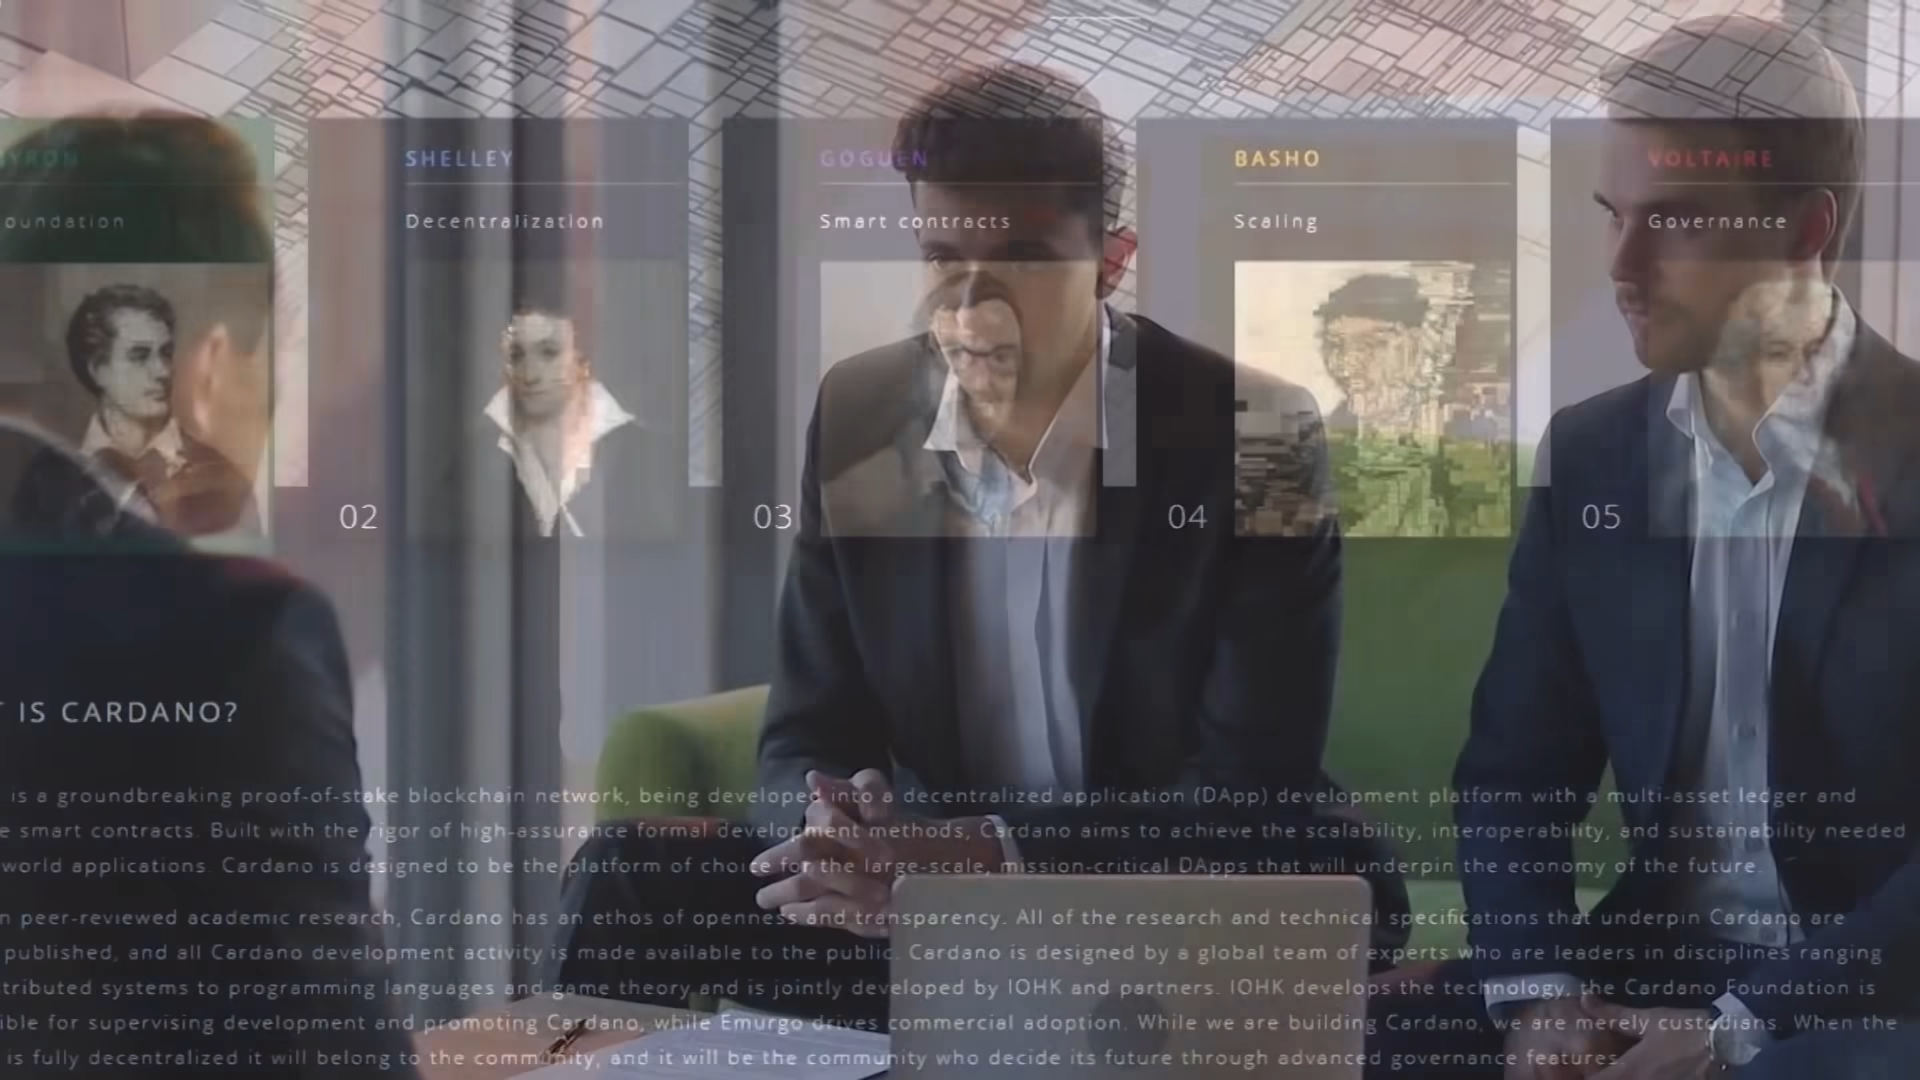 BYRON
SHELLEY
GOGUEN
BASHO
VOLTAIRE
oundation
Decentralization
Smart contracts
Scaling
Governance
02
03
04
05
IS CARDANO?
is a groundbreaking proof-of-stake blockchain network, being developed into a decentralized application (DApp) development platform with a multi-asset ledger and
e smart contracts. Built with the rigor of high-assurance formal development methods, Cardano aims to achieve the scalability, interoperability, and sustainability needed
world applications. Cardano is designed to be the platform of choice for the large-scale, mission-critical DApps that will underpin the economy of the future.
n peer-reviewed academic research, Cardano has an ethos of openness and transparency. All of the research and technical specifications that underpin Cardano are
published, and all Cardano development activity is made available to the public. Cardano is designed by a global team of experts who are leaders in disciplines ranging
tributed systems to programming languages and game theory and is jointly developed by IOHK and partners. IOHK develops the technology, the Cardano Foundation is
ible for supervising development and promoting Cardano, while Emurgo drives commercial adoption. While we are building Cardano, we are merely custodians. When the
is fully decentralized it will belong to the community, and it will be the community who decide its future through advanced governance features.